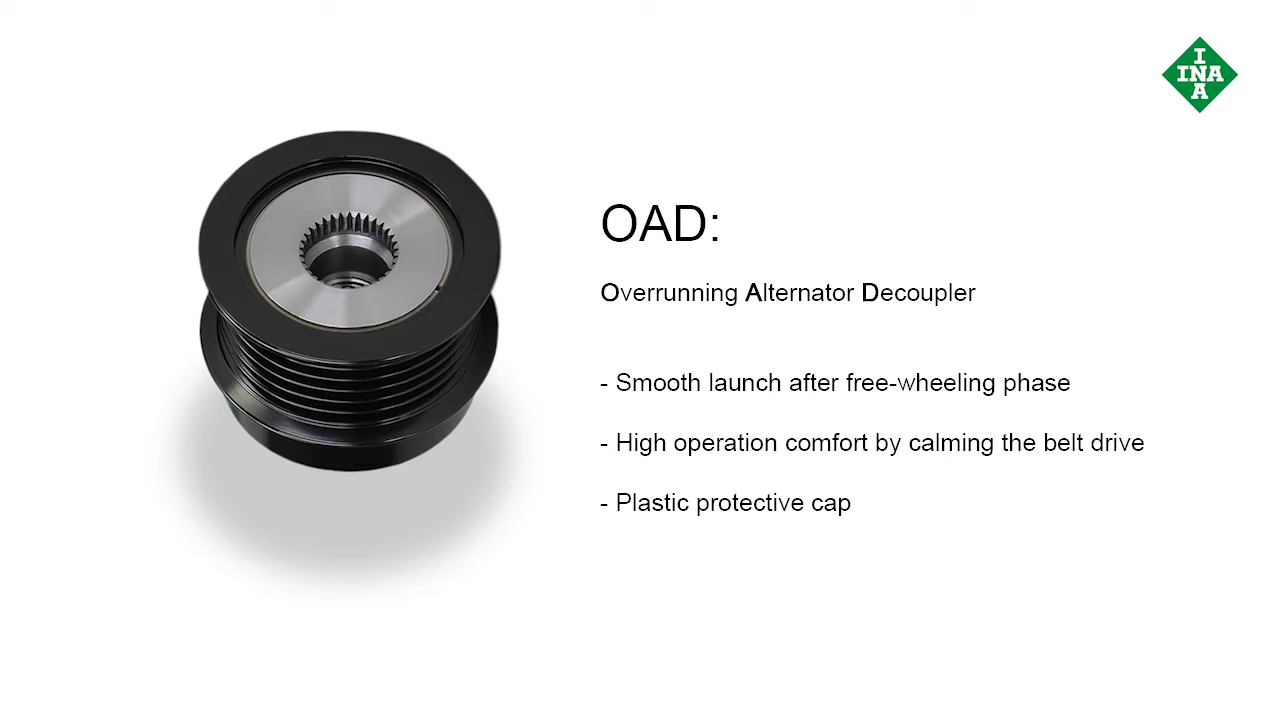 INA
INA
OAD:
Overrunning Alternator Decoupler
- Smooth launch after free-wheeling phase
- High operation comfort by calming the belt drive
- Plastic protective cap